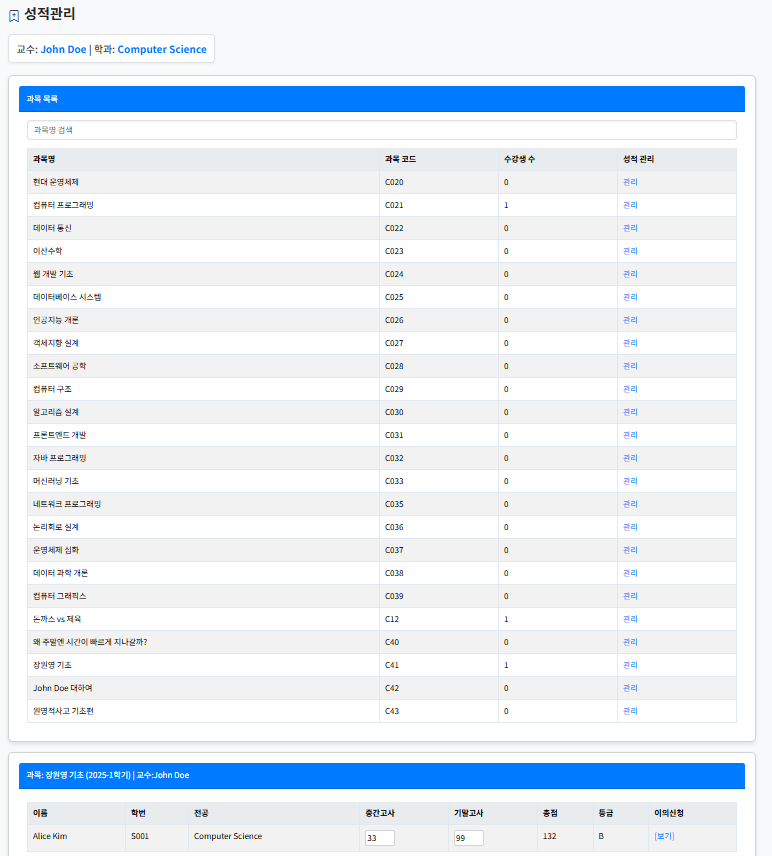 성적관리
교수: John Doe | 학과: Computer Science
과목 목록
과목명 검색
과목명 과목 코드 수강생 수 성적 관리
현대 운영체제 C020 0 관리
컴퓨터 프로그래밍 C021 1 관리
데이터 통신 C022 0 관리
이산수학 C023 0 관리
웹 개발 기초 C024 0 관리
데이터베이스 시스템 C025 0 관리
인공지능 개론 C026 0 관리
객체지향 설계 C027 0 관리
소프트웨어 공학 C028 0 관리
컴퓨터 구조 C029 0 관리
알고리즘 설계 C030 0 관리
프론트엔드 개발 C031 0 관리
자바 프로그래밍 C032 0 관리
머신러닝 기초 C033 0 관리
네트워크 프로그래밍 C035 0 관리
논리회로 설계 C036 0 관리
운영체제 심화 C037 0 관리
데이터 과학 개론 C038 0 관리
컴퓨터 그래픽스 C039 0 관리
돈까스 vs 제육 C12 1 관리
왜 주말엔 시간이 빠르게 지나갈까? C40 0 관리
장원영 기초 C41 1 관리
John Doe 대하여 C42 0 관리
원영적사고 기초편 C43 0 관리
과목: 장원영 기초 (2025-1학기) | 교수:John Doe
이름 학번 전공 중간고사 기말고사 총점 등급 이의신청
Alice Kim S001 Computer Science 33 99 132 B [보기]